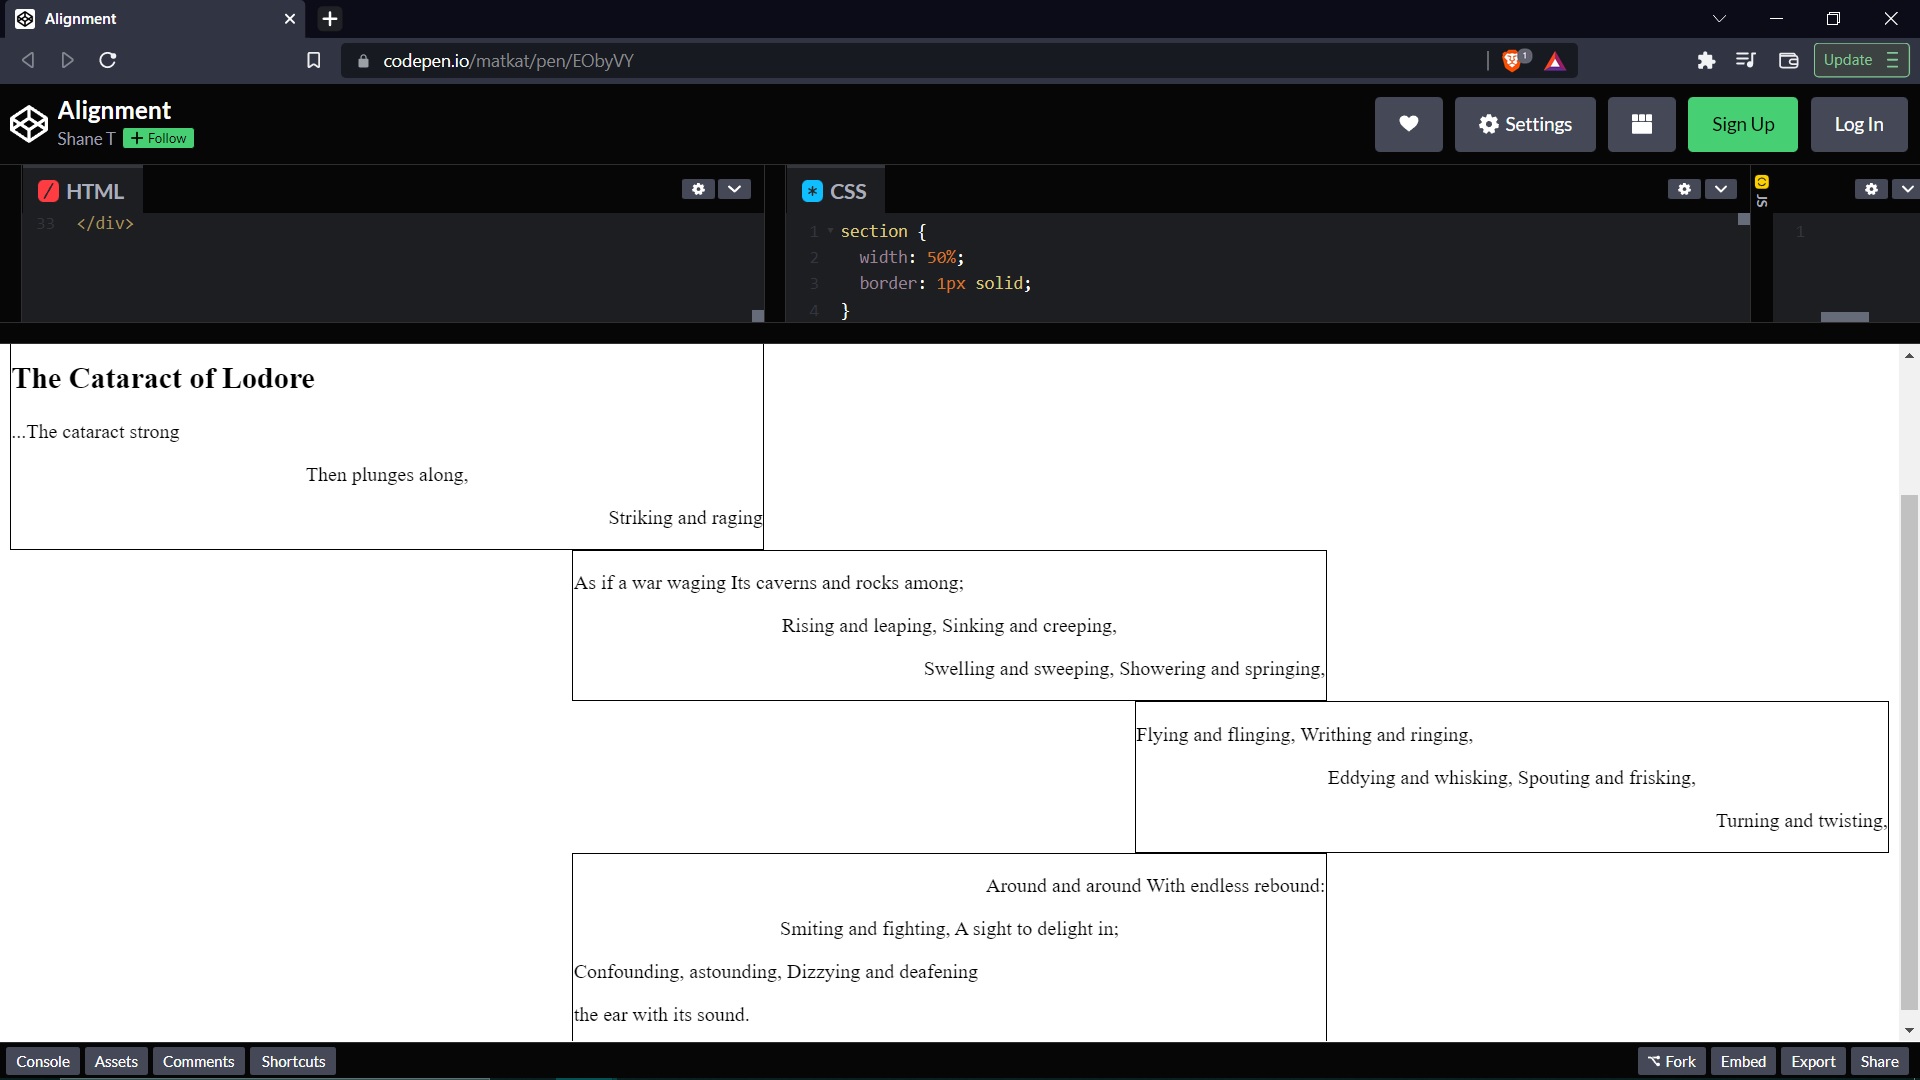 Alignment
codepen.io/matkat/pen/EObyVY
1
Update
Alignment
Shane T
+ Follow
Settings
Sign Up
Log In
/ HTML
33 </div>
* CSS
1 section {
2 width: 50%;
3 border: 1px solid;
4 }
JS
1
The Cataract of Lodore
...The cataract strong
Then plunges along,
Striking and raging
As if a war waging Its caverns and rocks among;
Rising and leaping, Sinking and creeping,
Swelling and sweeping, Showering and springing,
Flying and flinging, Writhing and ringing,
Eddying and whisking, Spouting and frisking,
Turning and twisting,
Around and around With endless rebound:
Smiting and fighting, A sight to delight in;
Confounding, astounding, Dizzying and deafening
the ear with its sound.
Console
Assets
Comments
Shortcuts
Fork
Embed
Export
Share